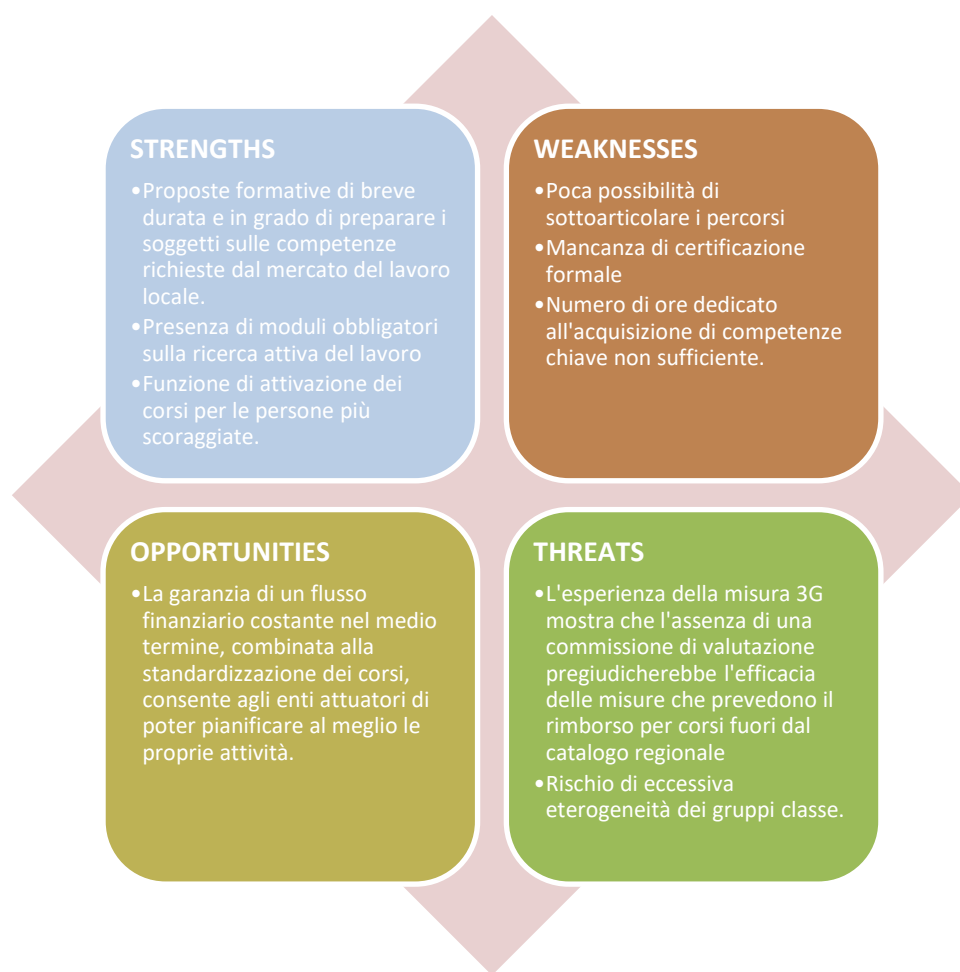 STRENGTHS
•Proposte formative di breve
durata e in grado di preparare i
soggetti sulle competenze
richieste dal mercato del lavoro
locale.
•Presenza di moduli obbligatori
sulla ricerca attiva del lavoro
•Funzione di attivazione dei
corsi per le persone più
scoraggiate.
WEAKNESSES
•Poca possibilità di
sottoarticolare i percorsi
•Mancanza di certificazione
formale
•Numero di ore dedicato
all'acquisizione di competenze
chiave non sufficiente.
OPPORTUNITIES
•La garanzia di un flusso
finanziario costante nel medio
termine, combinata alla
standardizzazione dei corsi,
consente agli enti attuatori di
poter pianificare al meglio le
proprie attività.
THREATS
•L'esperienza della misura 3G
mostra che l'assenza di una
commissione di valutazione
pregiudicherebbe l'efficacia
delle misure che prevedono il
rimborso per corsi fuori dal
catalogo regionale
•Rischio di eccessiva
eterogeneità dei gruppi classe.